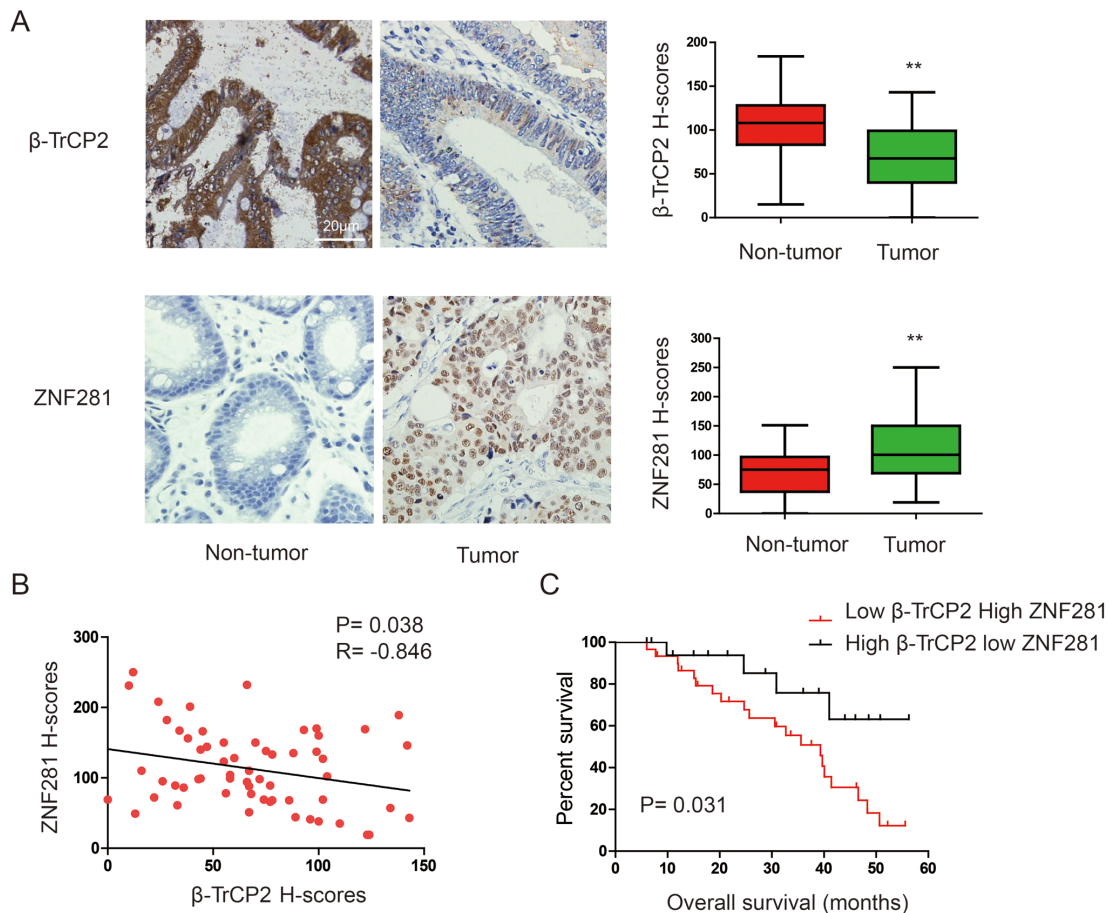 A
β-TrCP2
20μm
β-TrCP2 H-scores
200
150
100
50
0
**
Non-tumor
Tumor
ZNF281
Non-tumor
Tumor
ZNF281 H-scores
300
250
200
150
100
50
0
**
Non-tumor
Tumor
B
P= 0.038
R= -0.846
ZNF281 H-scores
300
200
100
0
0
50
100
150
β-TrCP2 H-scores
C
Low β-TrCP2 High ZNF281
High β-TrCP2 low ZNF281
Percent survival
100
80
60
40
20
0
P= 0.031
0
10
20
30
40
50
60
Overall survival (months)